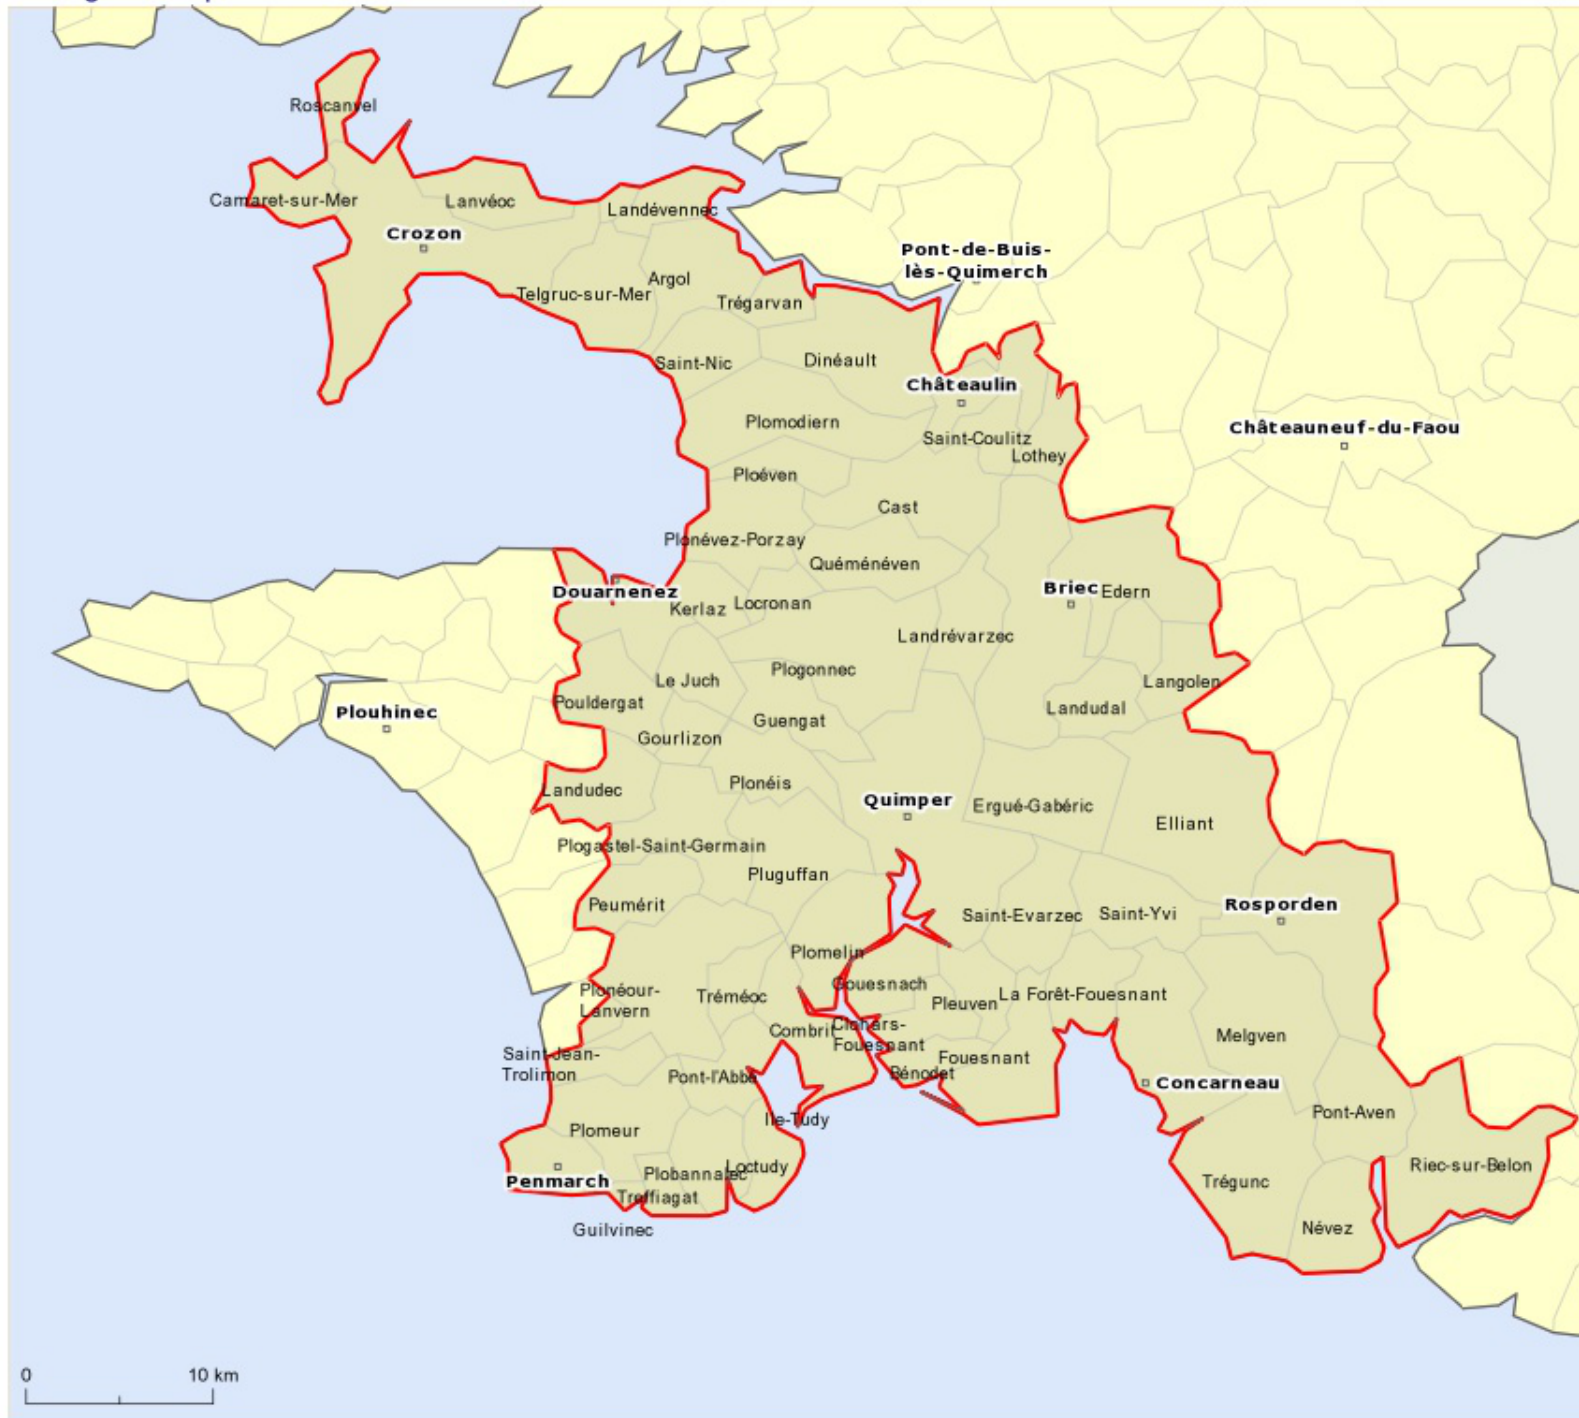 Roscanvel
Camaret-sur-Mer
Lanvéoc
Landévennec
Crozon
Pont-de-Buis-
lès-Quimerch
Argol
Telgruc-sur-Mer
Trégarvan
Saint-Nic
Dinéault
Châteaulin
Plomodiern
Saint-Coulitz
Châteauneuf-du-Faou
Lothey
Ploéven
Cast
Plonévez-Porzay
Quéménéven
Douarnenez
Briec
Edern
Kerlaz
Locronan
Landrévarzec
Plogonnec
Le Juch
Langolen
Pouldergat
Plouhinec
Landudal
Guengat
Gourlizon
Plonéis
Landudec
Quimper
Ergué-Gabéric
Elliant
Plogastel-Saint-Germain
Pluguffan
Peumérit
Saint-Evarzec
Saint-Yvi
Rosporden
Plomelin
Gouesnach
Plonéour-
Lanvern
Tréméoc
Pleuven
La Forêt-Fouesnant
Combrit
Clohars-
Fouesnant
Melgven
Saint-Jean-
Trolimon
Fouesnant
Pont-l'Abbé
Bénodet
Concarneau
Ile-Tudy
Pont-Aven
Plomeur
Loctudy
Plobannalec
Riec-sur-Belon
Penmarch
Treffiagat
Trégunc
Guilvinec
Névez
0 10 km